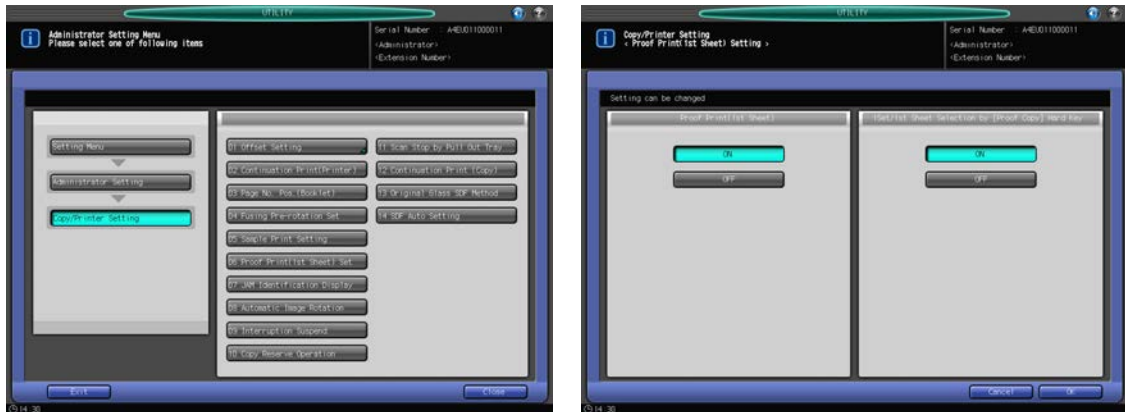 UTILITY
Administrator Setting Menu
Please select one of following items
Serial Number : A4EU011000011
<Administrator>
<Extension Number>
Setting Menu
Administrator Setting
Copy/Printer Setting
01 Offset Setting
02 Continuation Print(Printer)
03 Page No. Pos.(Booklet)
04 Fusing Pre-rotation Set
05 Sample Print Setting
06 Proof Print(1st Sheet) Set
07 JAM Identification Display
08 Automatic Image Rotation
09 Interruption Suspend
10 Copy Reserve Operation
11 Scan Stop by Pull Out Tray
12 Continuation Print (Copy)
13 Original Glass SDF Method
14 SDF Auto Setting
Exit
Close
14:30
UTILITY
Copy/Printer Setting
< Proof Print(1st Sheet) Setting >
Serial Number : A4EU011000011
<Administrator>
<Extension Number>
Setting can be changed
Proof Print(1st Sheet)
1Set/1st Sheet Selection by [Proof Copy] Hard Key
ON
OFF
ON
OFF
Cancel
OK
14:30